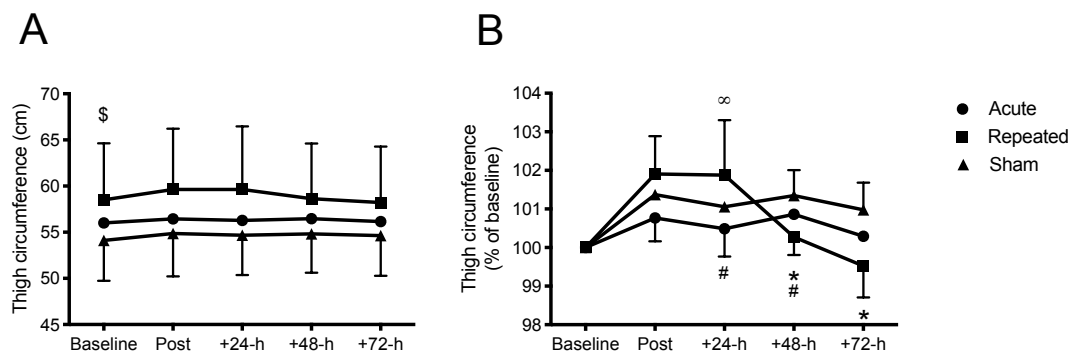 A
Thigh circumference (cm)
70
65
60
55
50
45
$
Baseline Post +24-h +48-h +72-h
B
Thigh circumference
(% of baseline)
104
103
102
101
100
99
98
∞
#
*
#
*
Baseline Post +24-h +48-h +72-h
Acute
Repeated
Sham